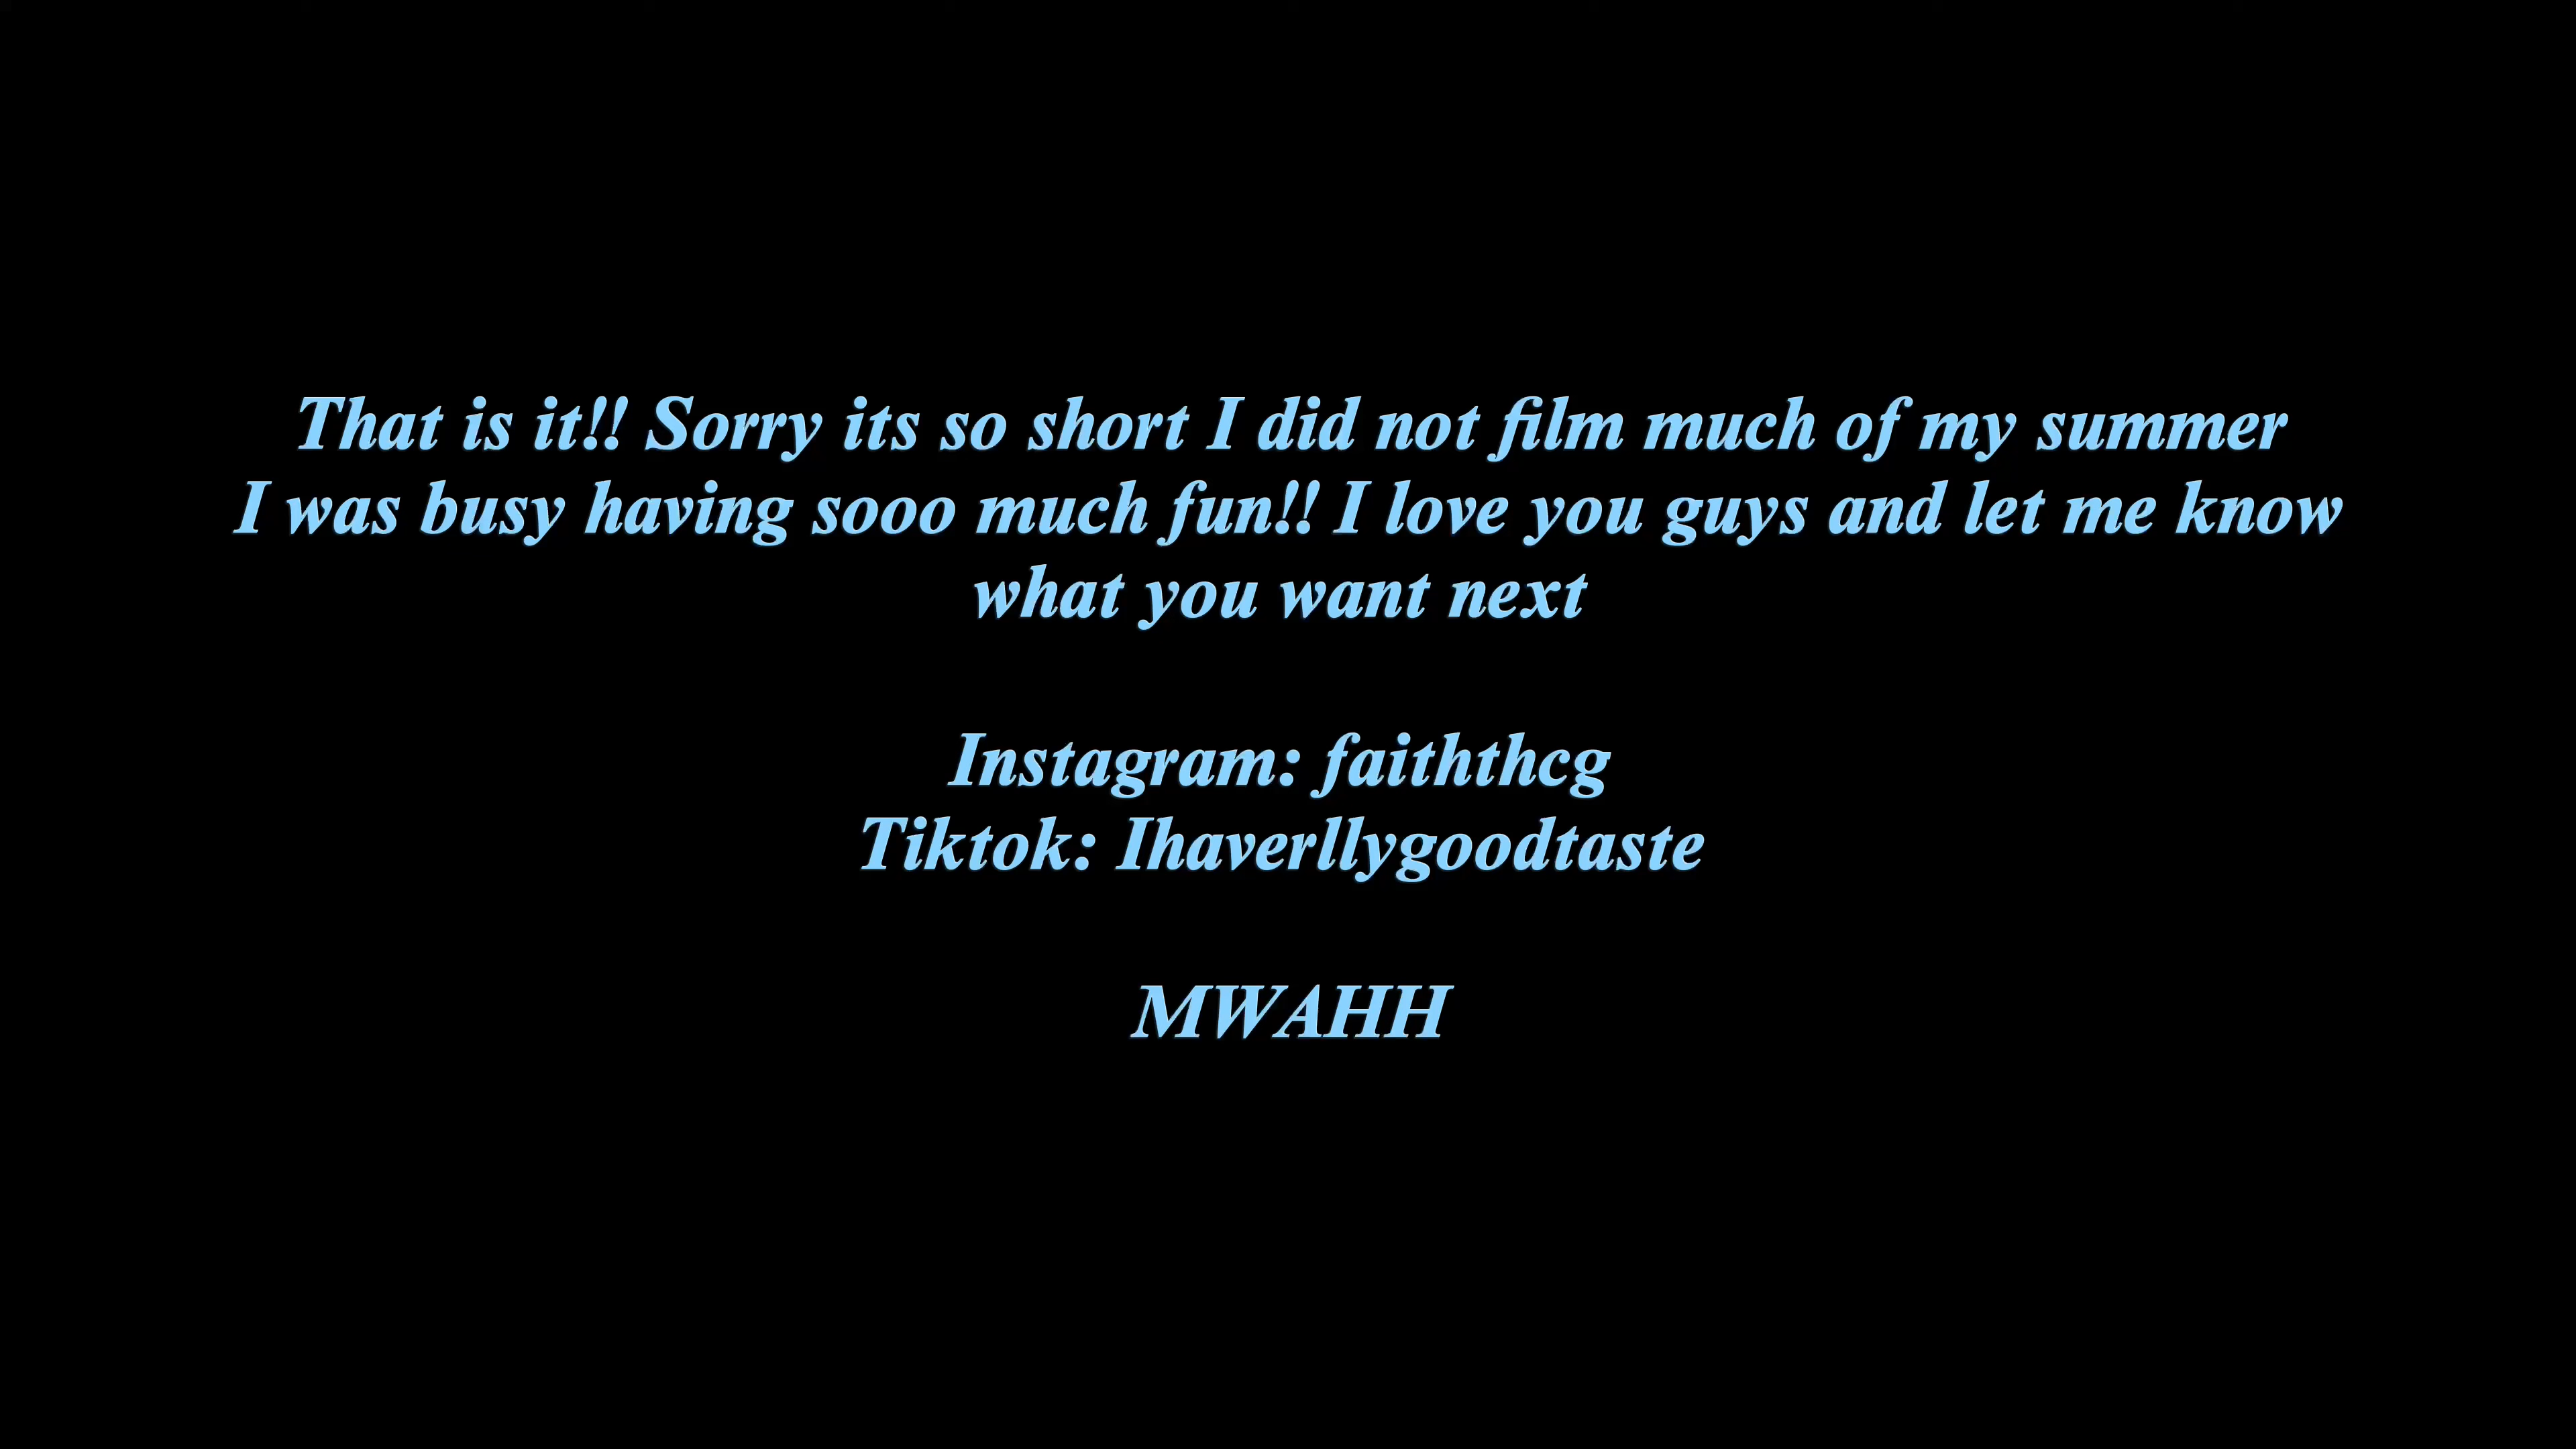 That is it!! Sorry its so short I did not film much of my summer
I was busy having sooo much fun!! I love you guys and let me know
what you want next
Instagram: faiththcg
Tiktok: Ihaverllygoodtaste
MWAHH